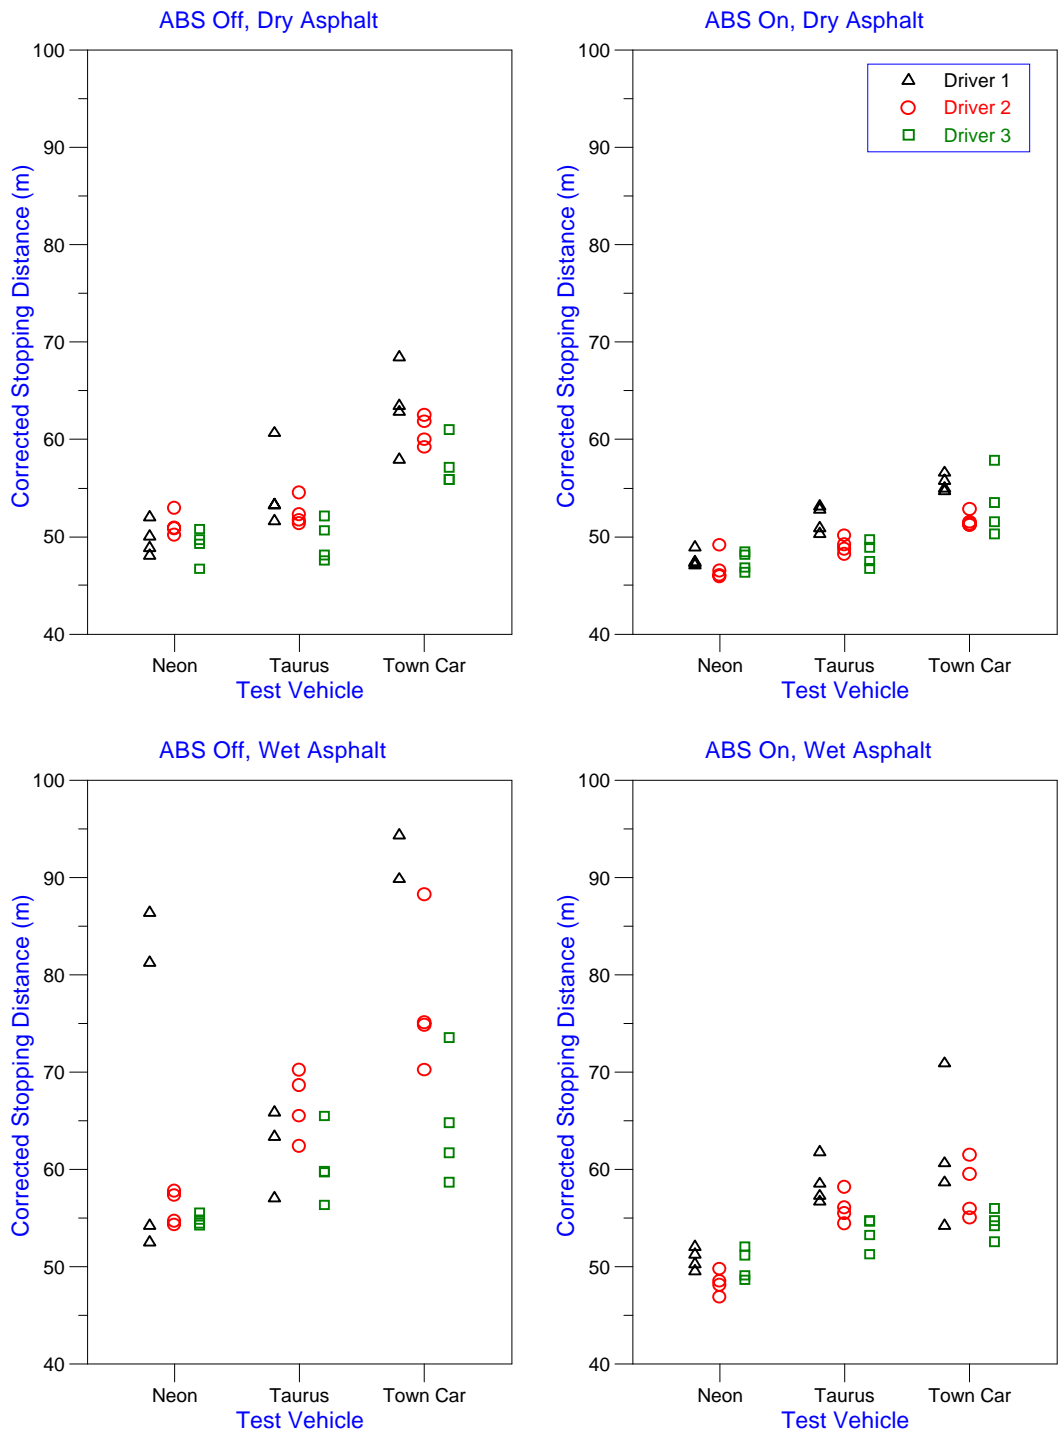 ABS Off, Dry Asphalt
100
90
80
70
60
50
40
Corrected Stopping Distance (m)
Neon Taurus Town Car
Test Vehicle
ABS On, Dry Asphalt
Driver 1
Driver 2
Driver 3
100
90
80
70
60
50
40
Corrected Stopping Distance (m)
Neon Taurus Town Car
Test Vehicle
ABS Off, Wet Asphalt
100
90
80
70
60
50
40
Corrected Stopping Distance (m)
Neon Taurus Town Car
Test Vehicle
ABS On, Wet Asphalt
100
90
80
70
60
50
40
Corrected Stopping Distance (m)
Neon Taurus Town Car
Test Vehicle